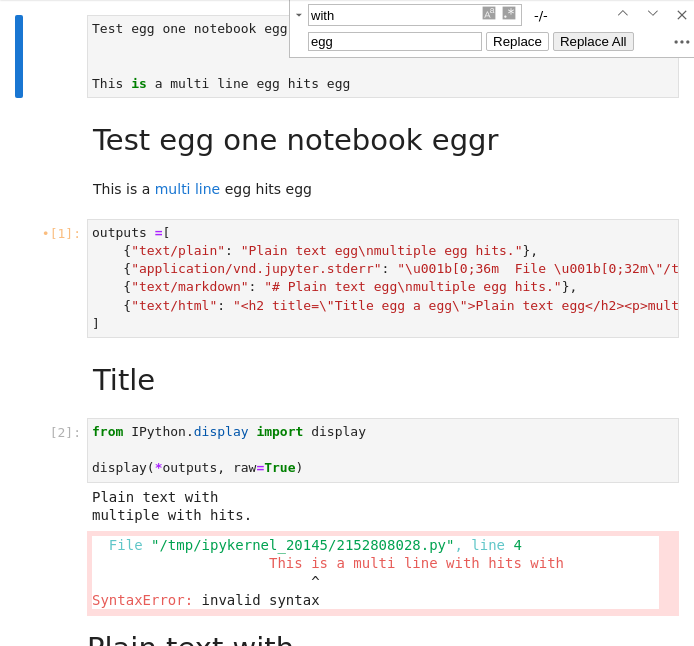 Test egg one notebook egg
with
-/-
egg
Replace
Replace All
This is a multi line egg hits egg
Test egg one notebook eggr
This is a multi line egg hits egg
•[1]:
outputs =[
{"text/plain": "Plain text egg\nmultiple egg hits."},
{"application/vnd.jupyter.stderr": "\u001b[0;36m  File \u001b[0;32m\"/t
{"text/markdown": "# Plain text egg\nmultiple egg hits."},
{"text/html": "<h2 title=\"Title egg a egg\">Plain text egg</h2><p>mult
]
Title
[2]:
from IPython.display import display
display(*outputs, raw=True)
Plain text with
multiple with hits.
File "/tmp/ipykernel_20145/2152808028.py", line 4
This is a multi line with hits with
^
SyntaxError: invalid syntax
Plain text with